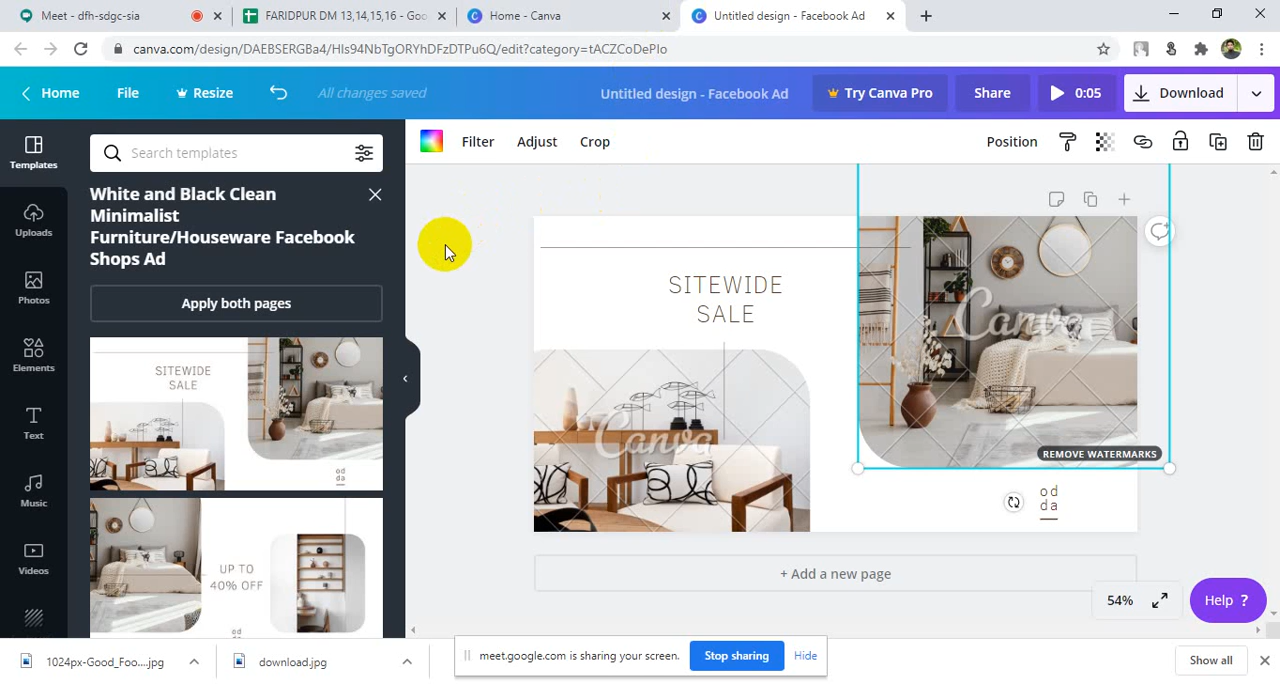 Meet - dfh-sdgc-sia
FARIDPUR DM 13,14,15,16 - Goo
Home - Canva
Untitled design - Facebook Ad
canva.com/design/DAEBSERGBa4/HIs94NbTgORYhDFzDTPu6Q/edit?category=tACZCoDePIo
Home
File
Resize
All changes saved
Untitled design - Facebook Ad
Try Canva Pro
Share
0:05
Download
Templates
Uploads
Photos
Elements
Text
Music
Videos
Search templates
White and Black Clean
Minimalist
Furniture/Houseware Facebook
Shops Ad
Apply both pages
SITEWIDE
SALE
od
da
UP TO
40% OFF
od
Filter
Adjust
Crop
Position
SITEWIDE
SALE
Canva
Canva
REMOVE WATERMARKS
od
da
+ Add a new page
54%
Help ?
1024px-Good_Foo....jpg
download.jpg
meet.google.com is sharing your screen.
Stop sharing
Hide
Show all